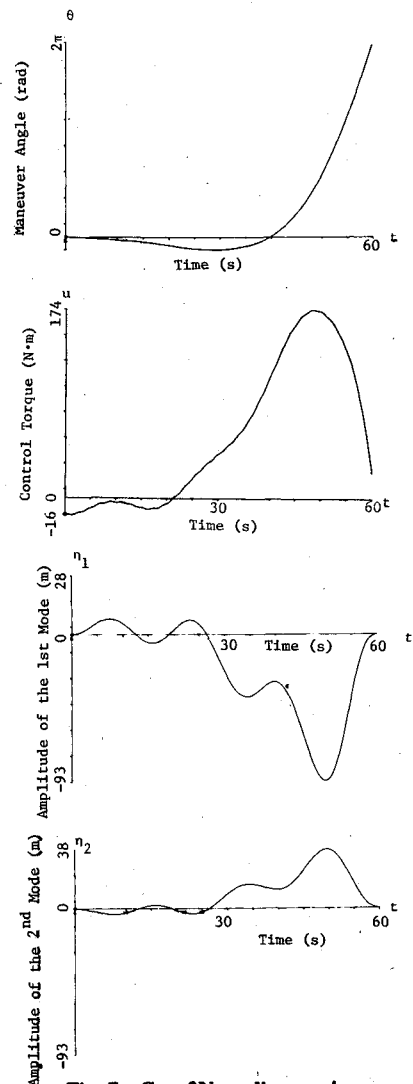 θ
2π
Maneuver Angle (rad)
0
60 t
Time (s)
u
174
Control Torque (N·m)
0
-16
30
60 t
Time (s)
η1
28
Amplitude of the 1st Mode (m)
0
30
60
t
Time (s)
-93
η2
38
Amplitude of the 2nd Mode (m)
0
30
60
t
Time (s)
-93